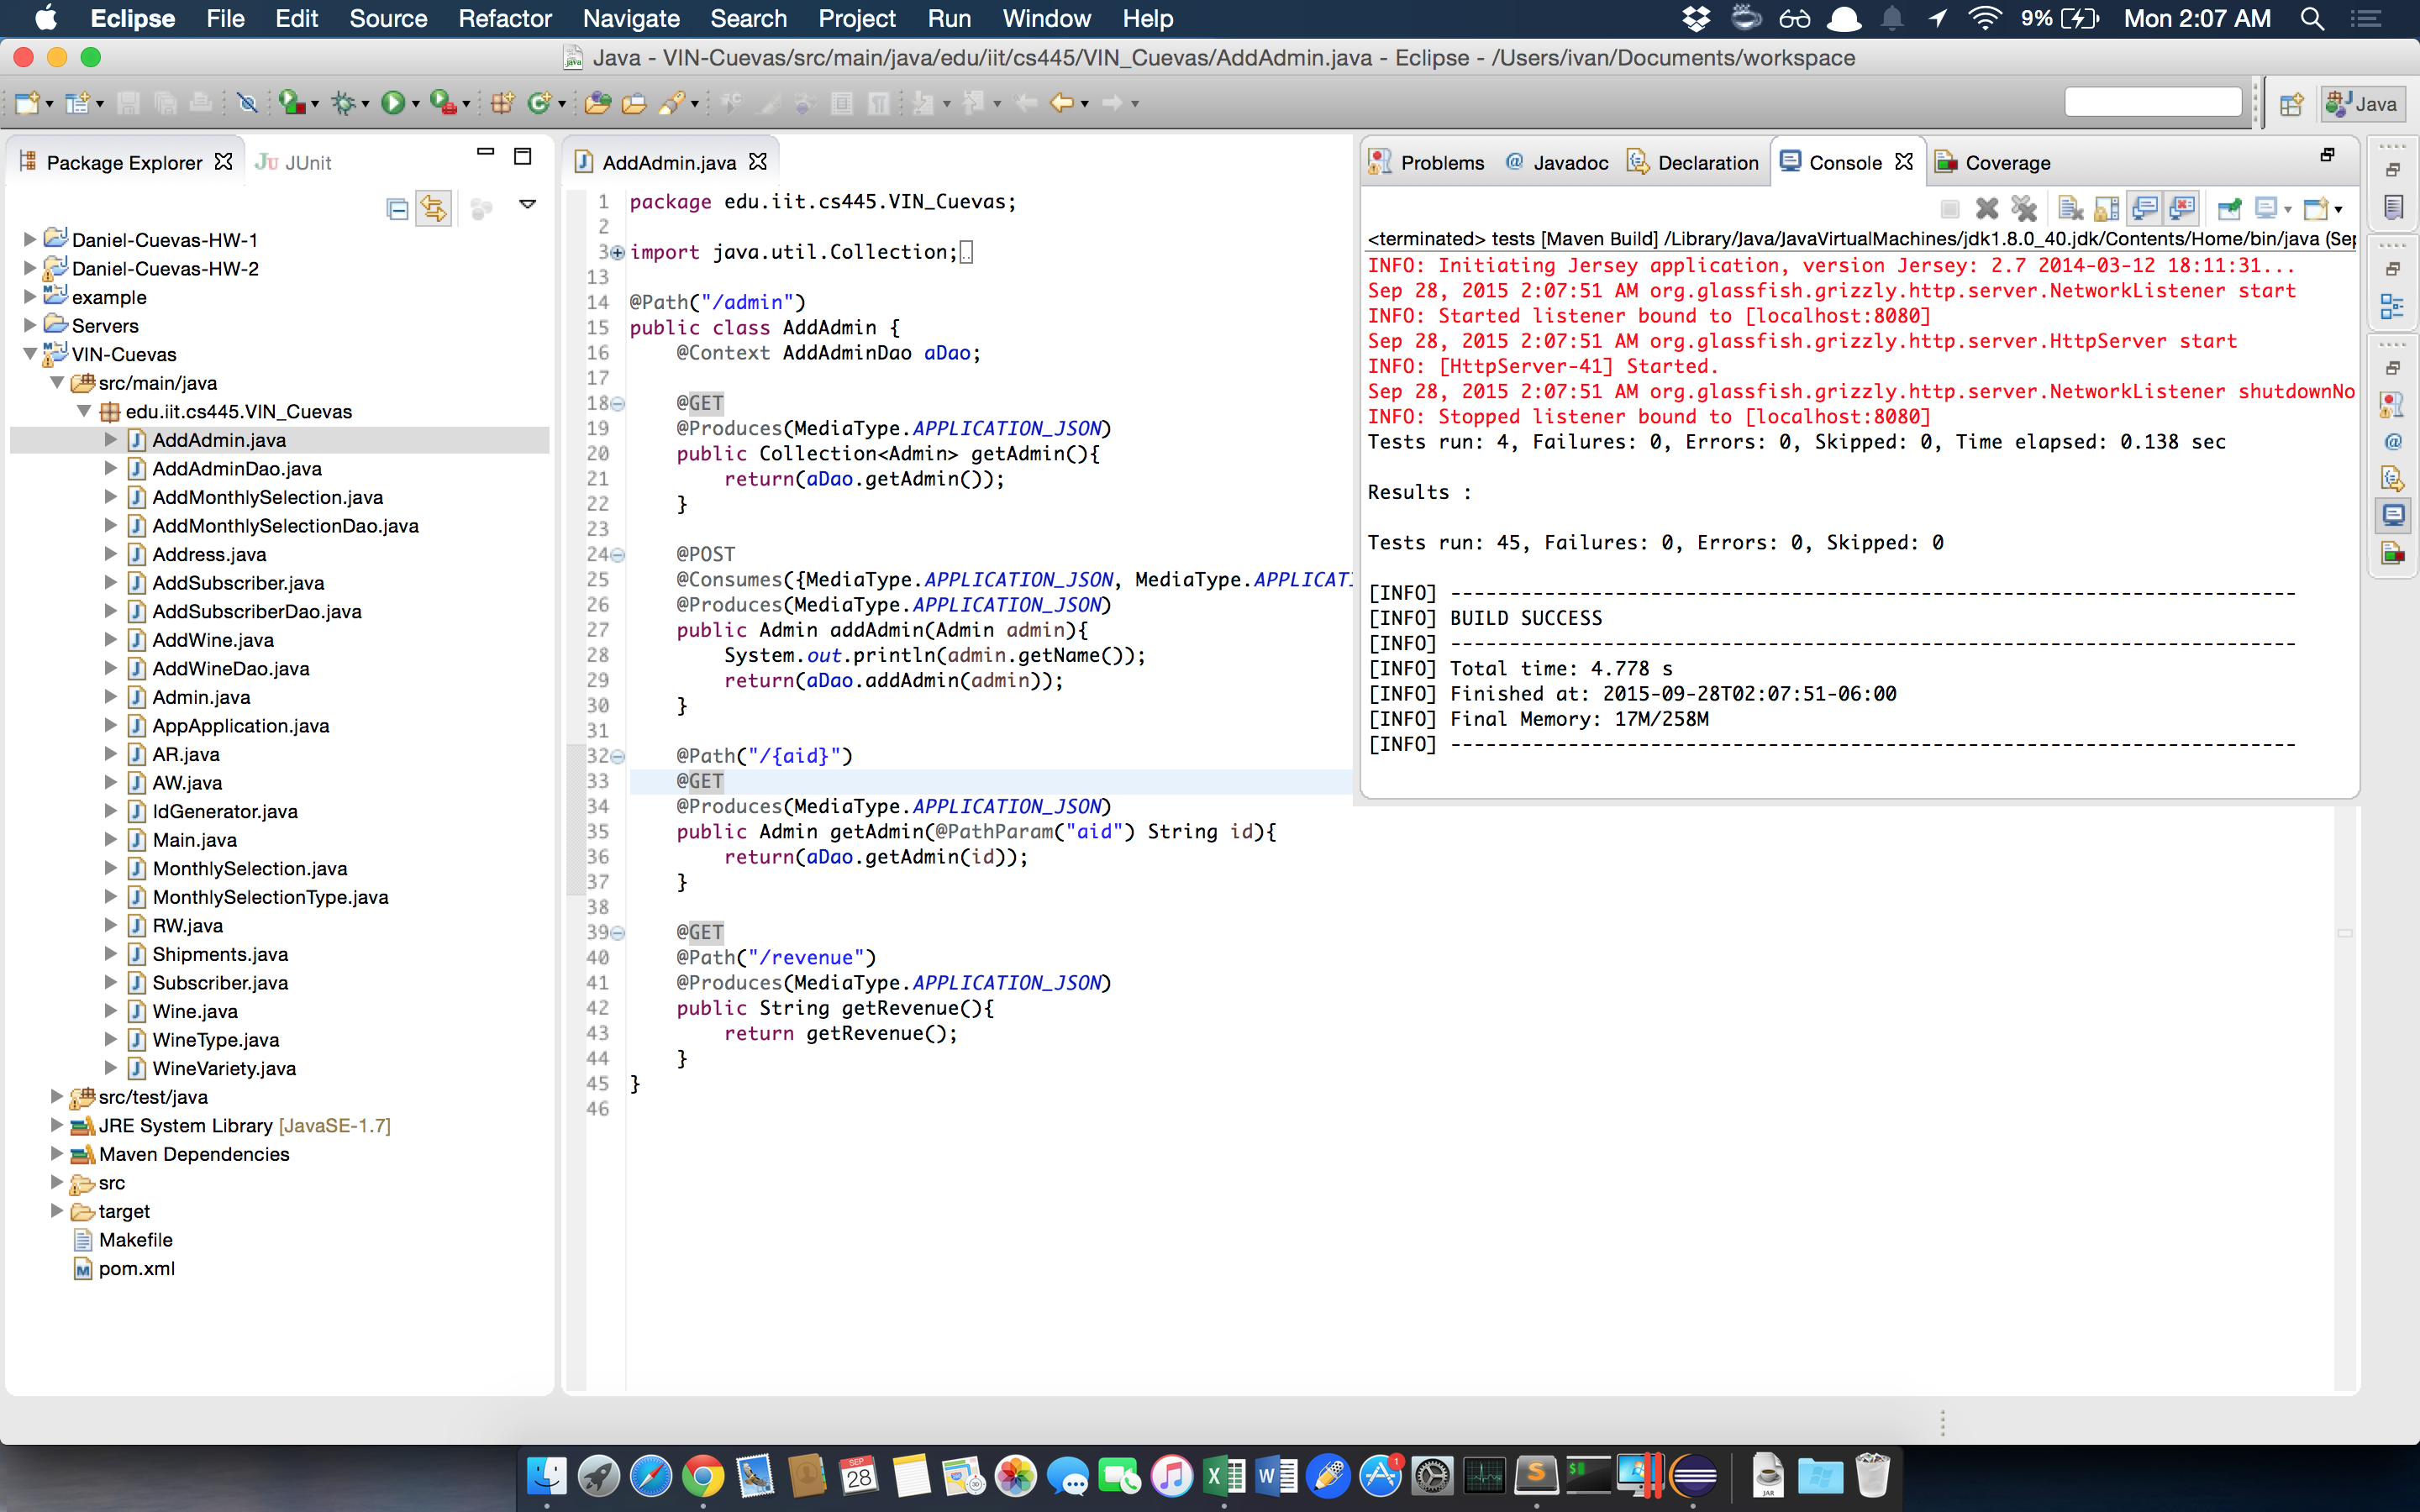 Eclipse File Edit Source Refactor Navigate Search Project Run Window Help 9% Mon 2:07 AM
Java - VIN-Cuevas/src/main/java/edu/iit/cs445/VIN_Cuevas/AddAdmin.java - Eclipse - /Users/ivan/Documents/workspace
Java
Package Explorer JUnit
Daniel-Cuevas-HW-1
Daniel-Cuevas-HW-2
example
Servers
VIN-Cuevas
src/main/java
edu.iit.cs445.VIN_Cuevas
AddAdmin.java
AddAdminDao.java
AddMonthlySelection.java
AddMonthlySelectionDao.java
Address.java
AddSubscriber.java
AddSubscriberDao.java
AddWine.java
AddWineDao.java
Admin.java
AppApplication.java
AR.java
AW.java
IdGenerator.java
Main.java
MonthlySelection.java
MonthlySelectionType.java
RW.java
Shipments.java
Subscriber.java
Wine.java
WineType.java
WineVariety.java
src/test/java
JRE System Library [JavaSE-1.7]
Maven Dependencies
src
target
Makefile
pom.xml
AddAdmin.java
1 package edu.iit.cs445.VIN_Cuevas;
2
3 import java.util.Collection;
13
14 @Path("/admin")
15 public class AddAdmin {
16 @Context AddAdminDao aDao;
17
18 @GET
19 @Produces(MediaType.APPLICATION_JSON)
20 public Collection<Admin> getAdmin(){
21 return(aDao.getAdmin());
22 }
23
24 @POST
25 @Consumes({MediaType.APPLICATION_JSON, MediaType.APPLICATI
26 @Produces(MediaType.APPLICATION_JSON)
27 public Admin addAdmin(Admin admin){
28 System.out.println(admin.getName());
29 return(aDao.addAdmin(admin));
30 }
31
32 @Path("/{aid}")
33 @GET
34 @Produces(MediaType.APPLICATION_JSON)
35 public Admin getAdmin(@PathParam("aid") String id){
36 return(aDao.getAdmin(id));
37 }
38
39 @GET
40 @Path("/revenue")
41 @Produces(MediaType.APPLICATION_JSON)
42 public String getRevenue(){
43 return getRevenue();
44 }
45 }
46
Problems Javadoc Declaration Console Coverage
<terminated> tests [Maven Build] /Library/Java/JavaVirtualMachines/jdk1.8.0_40.jdk/Contents/Home/bin/java (Sep
INFO: Initiating Jersey application, version Jersey: 2.7 2014-03-12 18:11:31...
Sep 28, 2015 2:07:51 AM org.glassfish.grizzly.http.server.NetworkListener start
INFO: Started listener bound to [localhost:8080]
Sep 28, 2015 2:07:51 AM org.glassfish.grizzly.http.server.HttpServer start
INFO: [HttpServer-41] Started.
Sep 28, 2015 2:07:51 AM org.glassfish.grizzly.http.server.NetworkListener shutdownNo
INFO: Stopped listener bound to [localhost:8080]
Tests run: 4, Failures: 0, Errors: 0, Skipped: 0, Time elapsed: 0.138 sec
Results :
Tests run: 45, Failures: 0, Errors: 0, Skipped: 0
[INFO] ------------------------------------------------------------------------
[INFO] BUILD SUCCESS
[INFO] ------------------------------------------------------------------------
[INFO] Total time: 4.778 s
[INFO] Finished at: 2015-09-28T02:07:51-06:00
[INFO] Final Memory: 17M/258M
[INFO] ------------------------------------------------------------------------
SEP
28
1
JAR